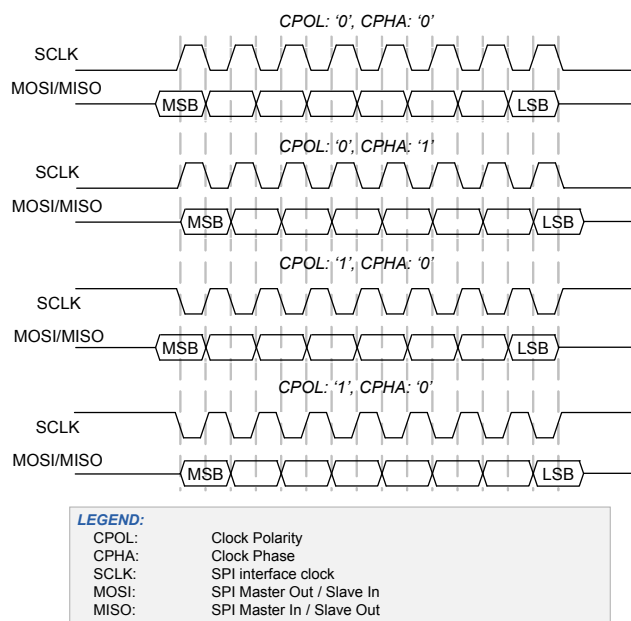 CPOL: ‘0’, CPHA: ‘0’
SCLK
MOSI/MISO
MSB LSB
CPOL: ‘0’, CPHA: ‘1’
SCLK
MOSI/MISO
MSB LSB
CPOL: ‘1’, CPHA: ‘0’
SCLK
MOSI/MISO
MSB LSB
CPOL: ‘1’, CPHA: ‘0’
SCLK
MOSI/MISO
MSB LSB
LEGEND:
CPOL: Clock Polarity
CPHA: Clock Phase
SCLK: SPI interface clock
MOSI: SPI Master Out / Slave In
MISO: SPI Master In / Slave Out